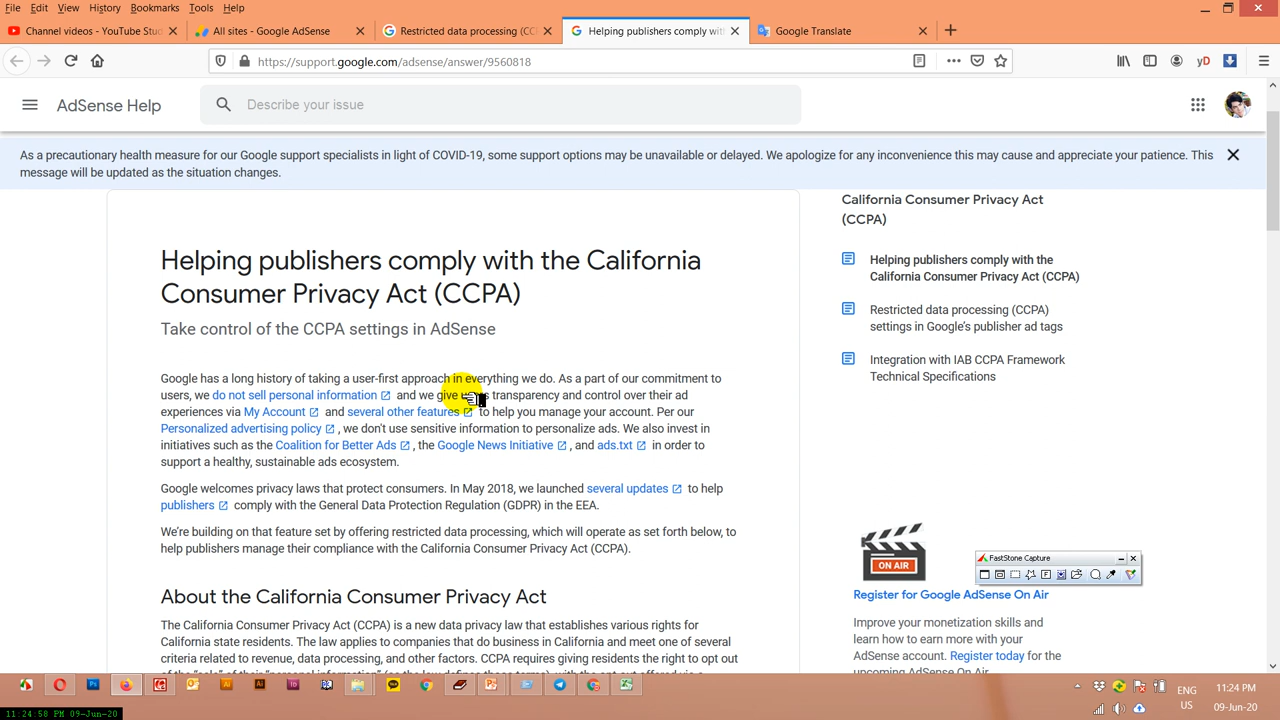 File Edit View History Bookmarks Tools Help
Channel videos - YouTube Stu
All sites - Google AdSense
Restricted data processing (CC
Helping publishers comply wit
Google Translate
https://support.google.com/adsense/answer/9560818
yD
AdSense Help
Describe your issue
As a precautionary health measure for our Google support specialists in light of COVID-19, some support options may be unavailable or delayed. We apologize for any inconvenience this may cause and appreciate your patience. This
message will be updated as the situation changes.
Helping publishers comply with the California
Consumer Privacy Act (CCPA)
Take control of the CCPA settings in AdSense
Google has a long history of taking a user-first approach in everything we do. As a part of our commitment to
users, we do not sell personal information and we give transparency and control over their ad
experiences via My Account and several other features to help you manage your account. Per our
Personalized advertising policy , we don't use sensitive information to personalize ads. We also invest in
initiatives such as the Coalition for Better Ads , the Google News Initiative , and ads.txt in order to
support a healthy, sustainable ads ecosystem.
Google welcomes privacy laws that protect consumers. In May 2018, we launched several updates to help
publishers comply with the General Data Protection Regulation (GDPR) in the EEA.
We're building on that feature set by offering restricted data processing, which will operate as set forth below, to
help publishers manage their compliance with the California Consumer Privacy Act (CCPA).
About the California Consumer Privacy Act
The California Consumer Privacy Act (CCPA) is a new data privacy law that establishes various rights for
California state residents. The law applies to companies that do business in California and meet one of several
criteria related to revenue, data processing, and other factors. CCPA requires giving residents the right to opt out
California Consumer Privacy Act
(CCPA)
Helping publishers comply with the
California Consumer Privacy Act (CCPA)
Restricted data processing (CCPA)
settings in Google's publisher ad tags
Integration with IAB CCPA Framework
Technical Specifications
ON AIR
FastStone Capture
Register for Google AdSense On Air
Improve your monetization skills and
learn how to earn more with your
AdSense account. Register today for the
upcoming AdSense On Air
ENG
US
11:24 PM
09-Jun-20
11:24:58 PM 09-Jun-20